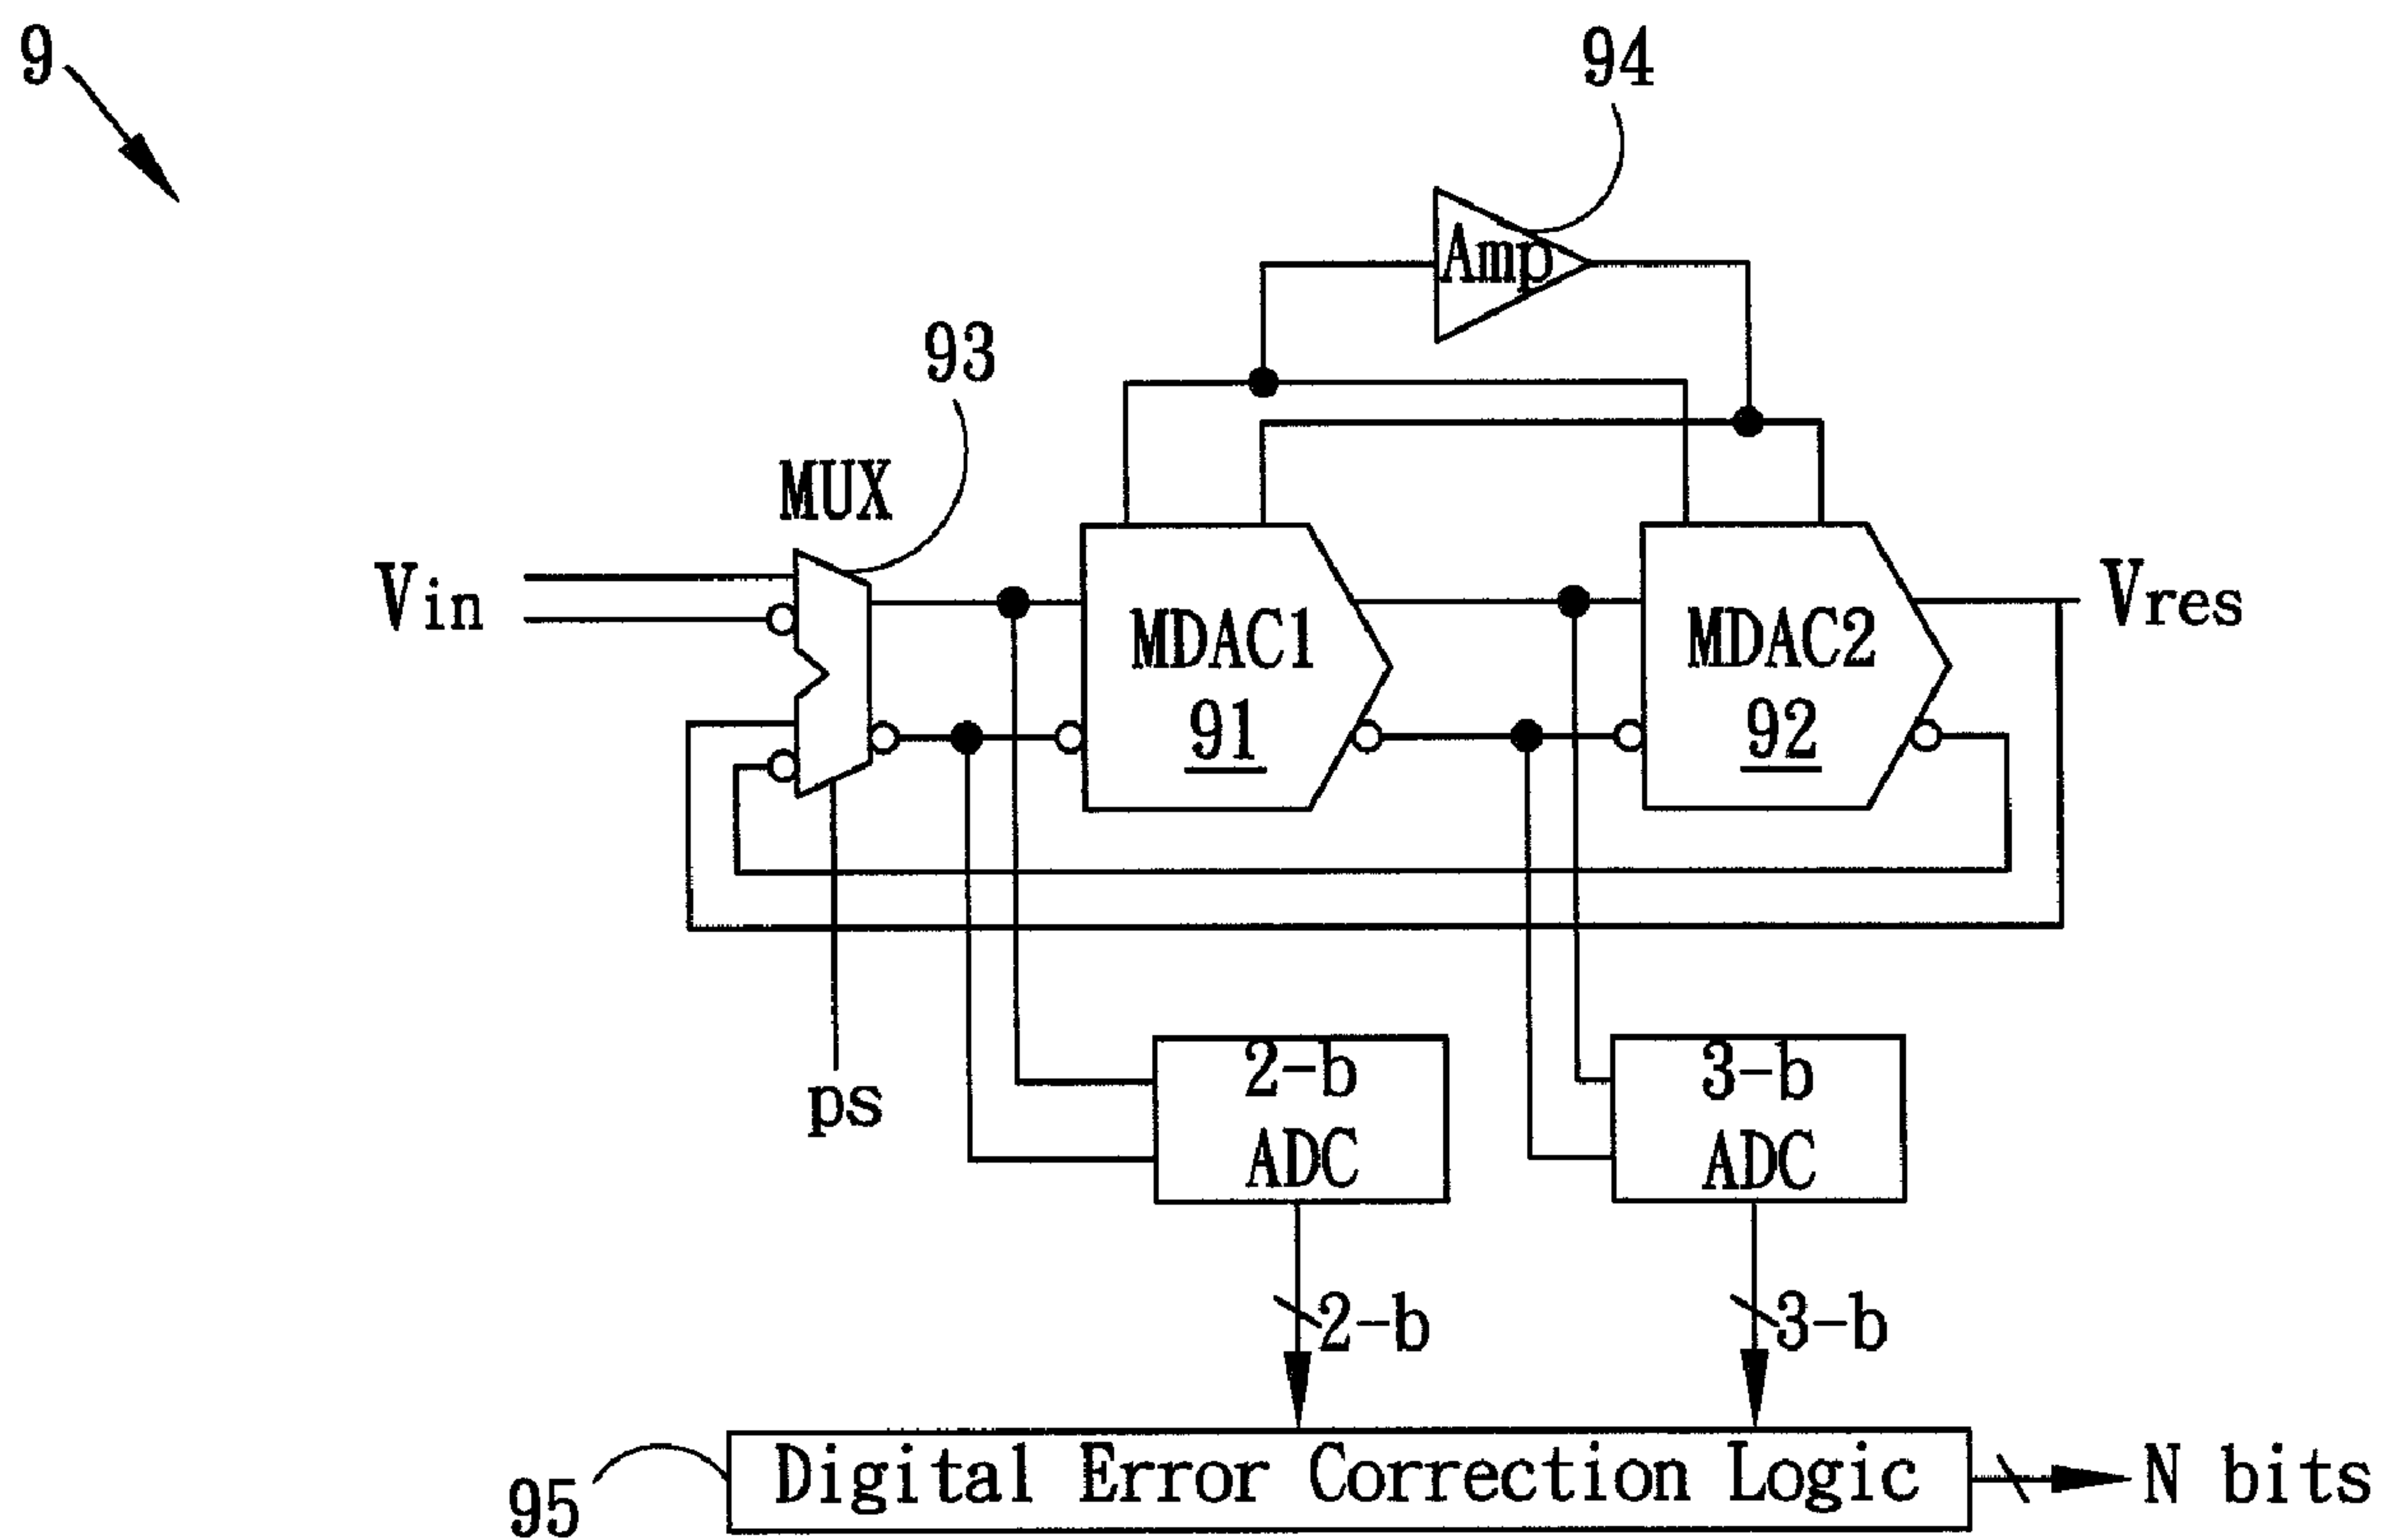 9
94
Amp
93
MUX
Vin
MDAC1
91
MDAC2
92
Vres
ps
2-b
ADC
3-b
ADC
2-b
3-b
95
Digital Error Correction Logic
N bits